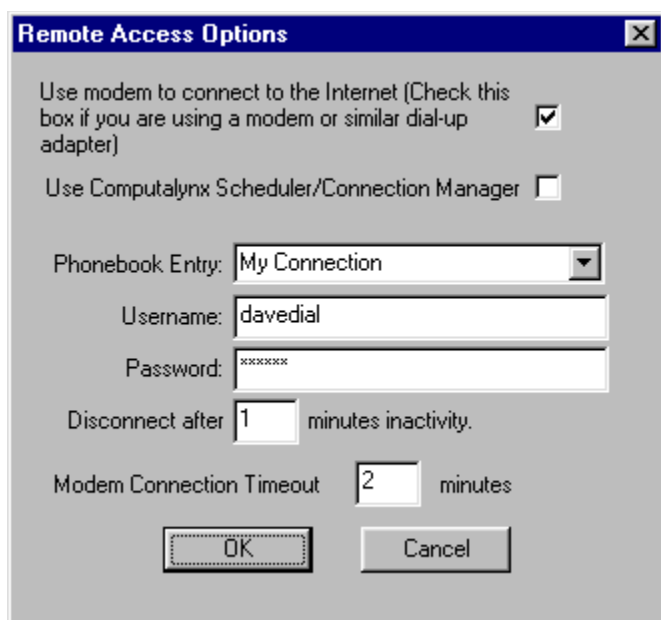 Remote Access Options
Use modem to connect to the Internet (Check this
box if you are using a modem or similar dial-up
adapter)
Use Computalynx Scheduler/Connection Manager
Phonebook Entry: My Connection
Username: davedial
Password: ******
Disconnect after 1 minutes inactivity.
Modem Connection Timeout 2 minutes
OK Cancel